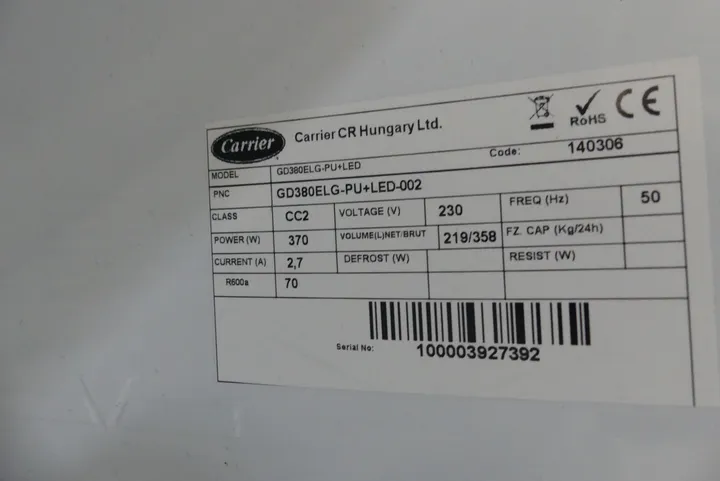 Carrier
Carrier CR Hungary Ltd.
RoHS
CE
Code: 140306
MODEL GD380ELG-PU+LED
PNC GD380ELG-PU+LED-002
CLASS CC2 VOLTAGE (V) 230 FREQ (Hz) 50
POWER (W) 370 VOLUME(L)NET/BRUT 219/358 FZ. CAP (Kg/24h)
CURRENT (A) 2,7 DEFROST (W) RESIST (W)
R600a 70
Serial No: 100003927392